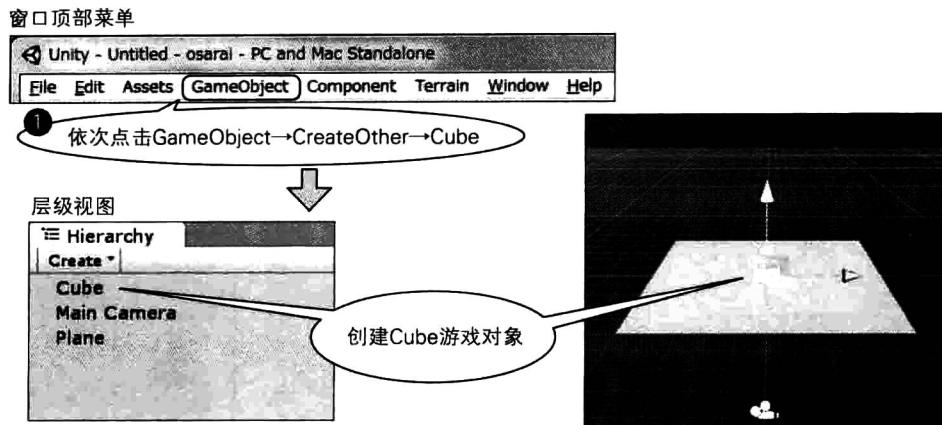 窗口顶部菜单
Unity - Untitled - osarai - PC and Mac Standalone
File Edit Assets GameObject Component Terrain Window Help
1
依次点击GameObject→CreateOther→Cube
层级视图
Hierarchy
Create
Cube
Main Camera
Plane
创建Cube游戏对象